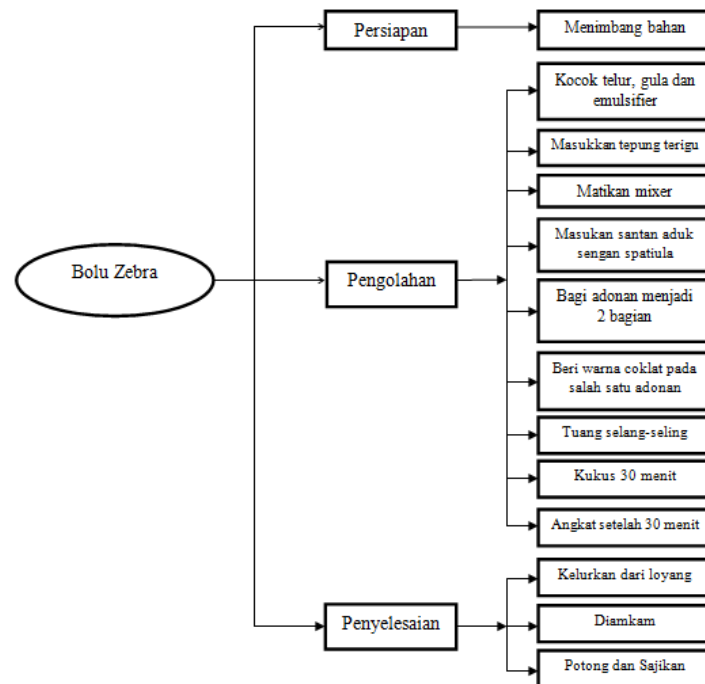 Bolu Zebra
Persiapan
Menimbang bahan
Pengolahan
Kocok telur, gula dan
emulsifier
Masukkan tepung terigu
Matikan mixer
Masukan santan aduk
sengan spatiula
Bagi adonan menjadi
2 bagian
Beri warna coklat pada
salah satu adonan
Tuang selang-seling
Kukus 30 menit
Angkat setelah 30 menit
Penyelesaian
Kelurkan dari loyang
Diamkam
Potong dan Sajikan